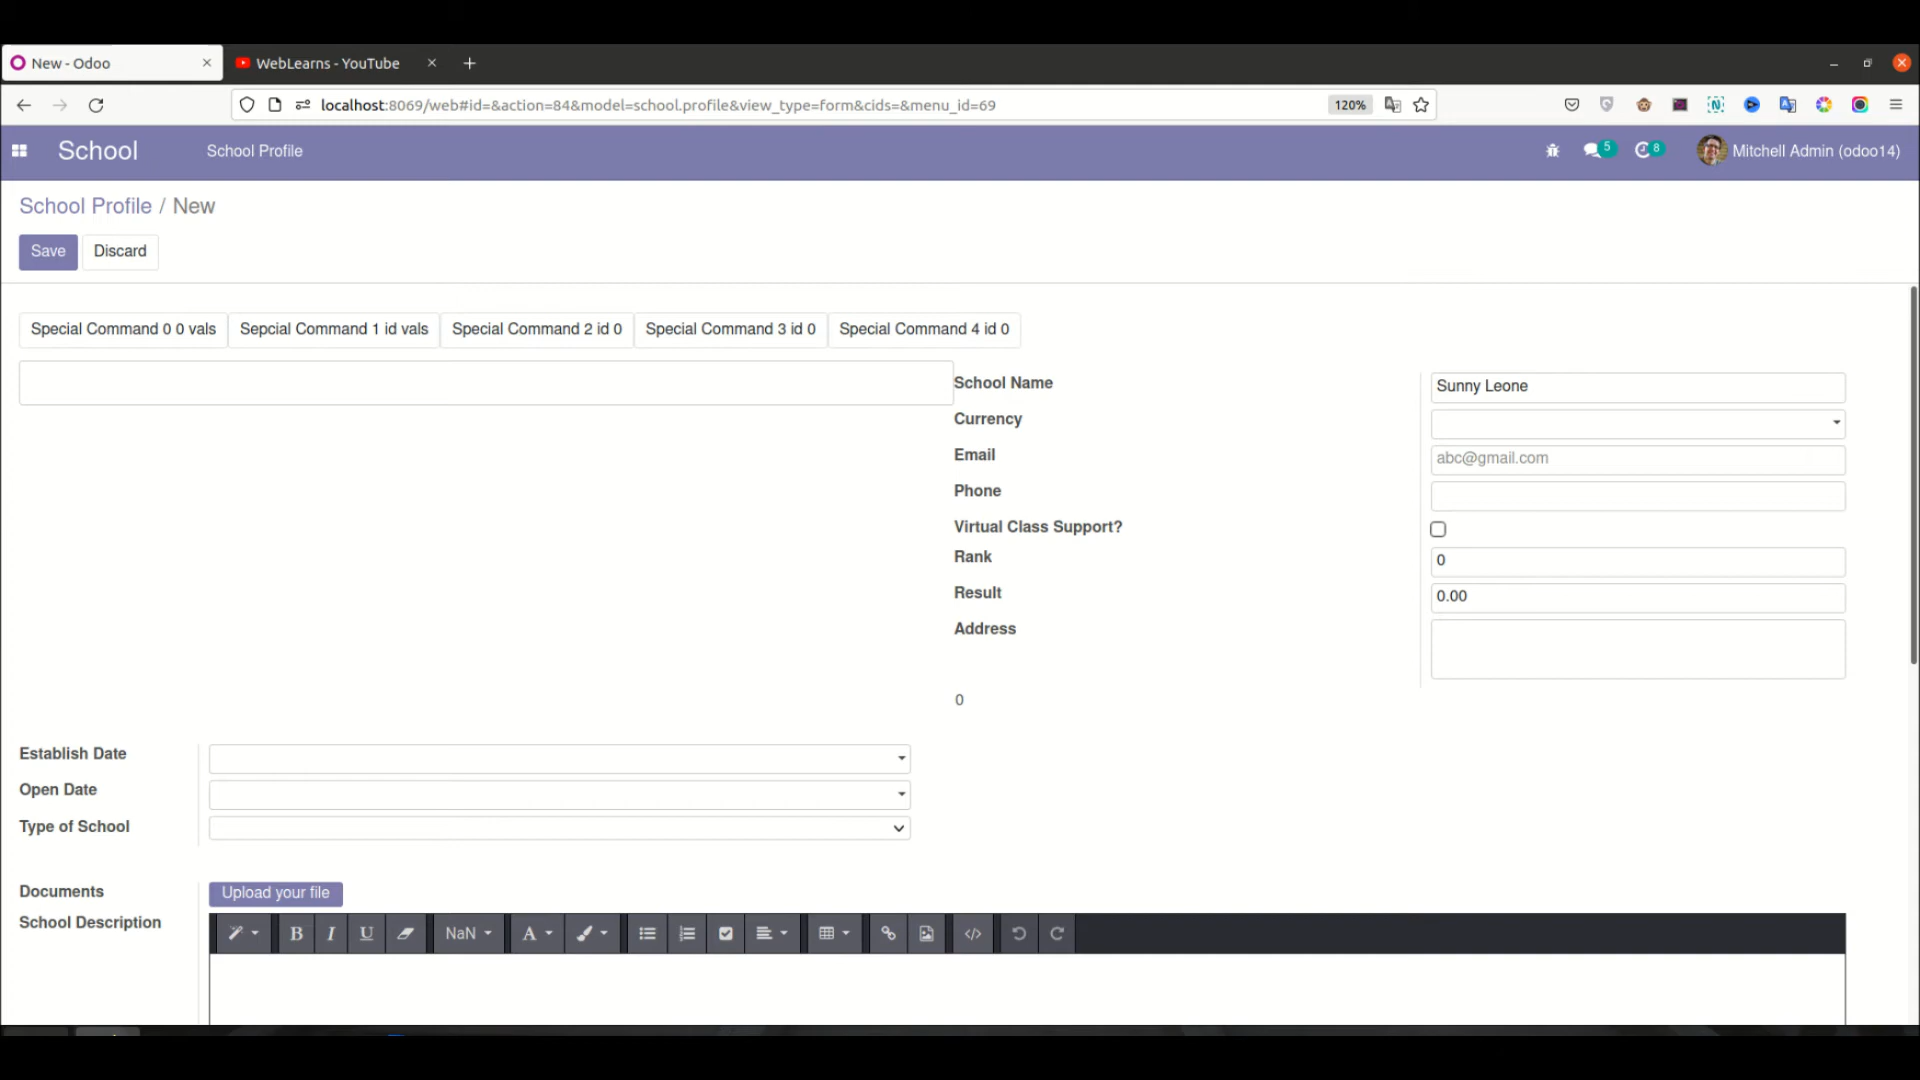 New - Odoo
WebLearns - YouTube
localhost:8069/web#id=&action=84&model=school.profile&view_type=form&cids=&menu_id=69
120%
School
School Profile
5
8
Mitchell Admin (odoo14)
School Profile / New
Save
Discard
Special Command 0 0 vals
Sepcial Command 1 id vals
Special Command 2 id 0
Special Command 3 id 0
Special Command 4 id 0
School Name
Sunny Leone
Currency
Email
abc@gmail.com
Phone
Virtual Class Support?
Rank
0
Result
0.00
Address
0
Establish Date
Open Date
Type of School
Documents
Upload your file
School Description
B
I
U
NaN
A